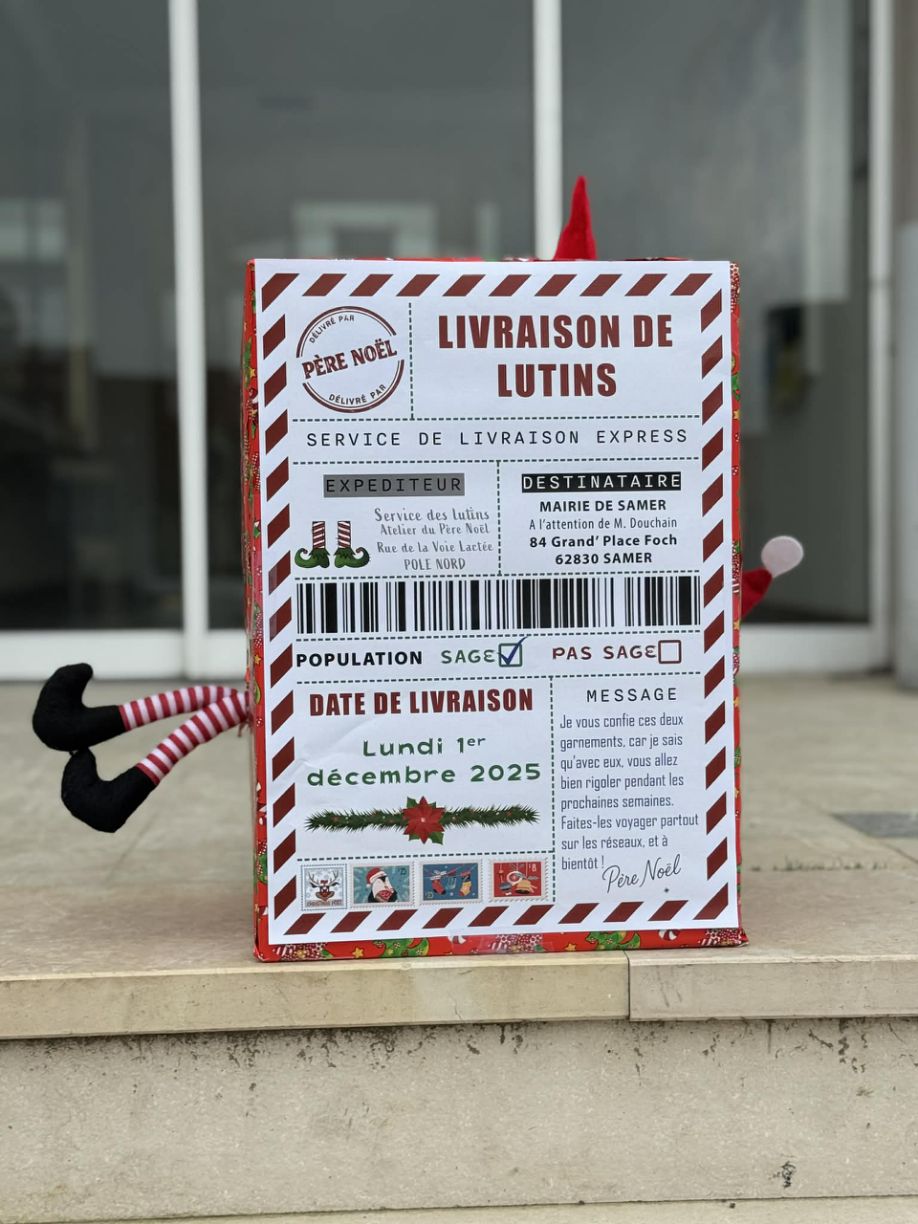 DÉLIVRÉ PAR
PÈRE NOËL
DÉLIVRÉ PAR
LIVRAISON DE
LUTINS
SERVICE DE LIVRAISON EXPRESS
EXPEDITEUR
Service des Lutins
Atelier du Père Noël
Rue de la Voie Lactée
POLE NORD
DESTINATAIRE
MAIRIE DE SAMER
A l'attention de M. Douchain
84 Grand' Place Foch
62830 SAMER
POPULATION SAGE PAS SAGE
DATE DE LIVRAISON
Lundi 1er
décembre 2025
MESSAGE
Je vous confie ces deux
garnements, car je sais
qu'avec eux, vous allez
bien rigoler pendant les
prochaines semaines.
Faites-les voyager partout
sur les réseaux, et à
bientôt !
Père Noël
CHRISTMAS POST